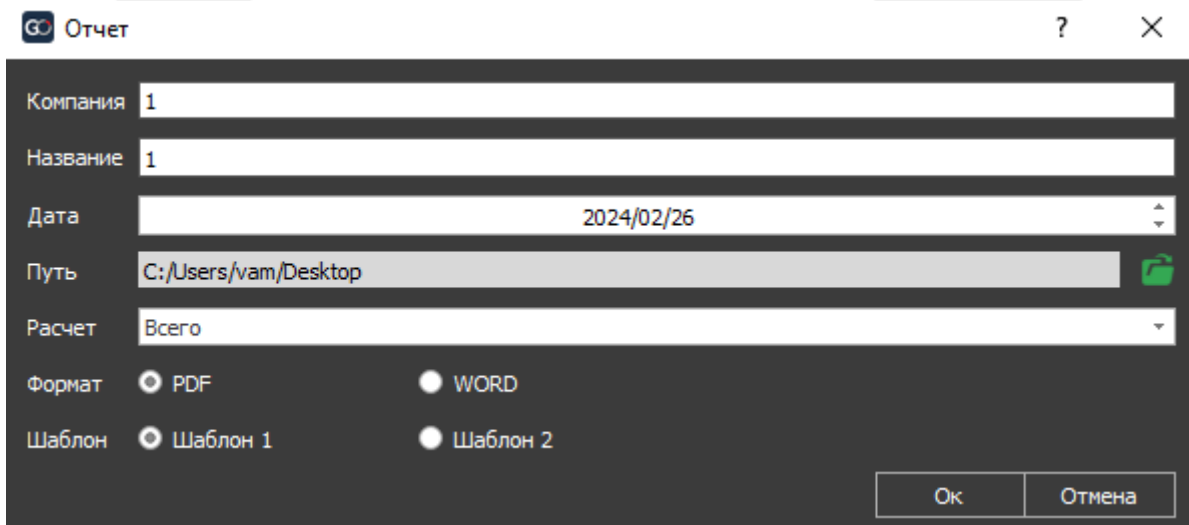 GO Отчет ?
Компания 1
Название 1
Дата 2024/02/26
Путь C:/Users/vam/Desktop
Расчет Всего
Формат PDF WORD
Шаблон Шаблон 1 Шаблон 2
Ок Отмена